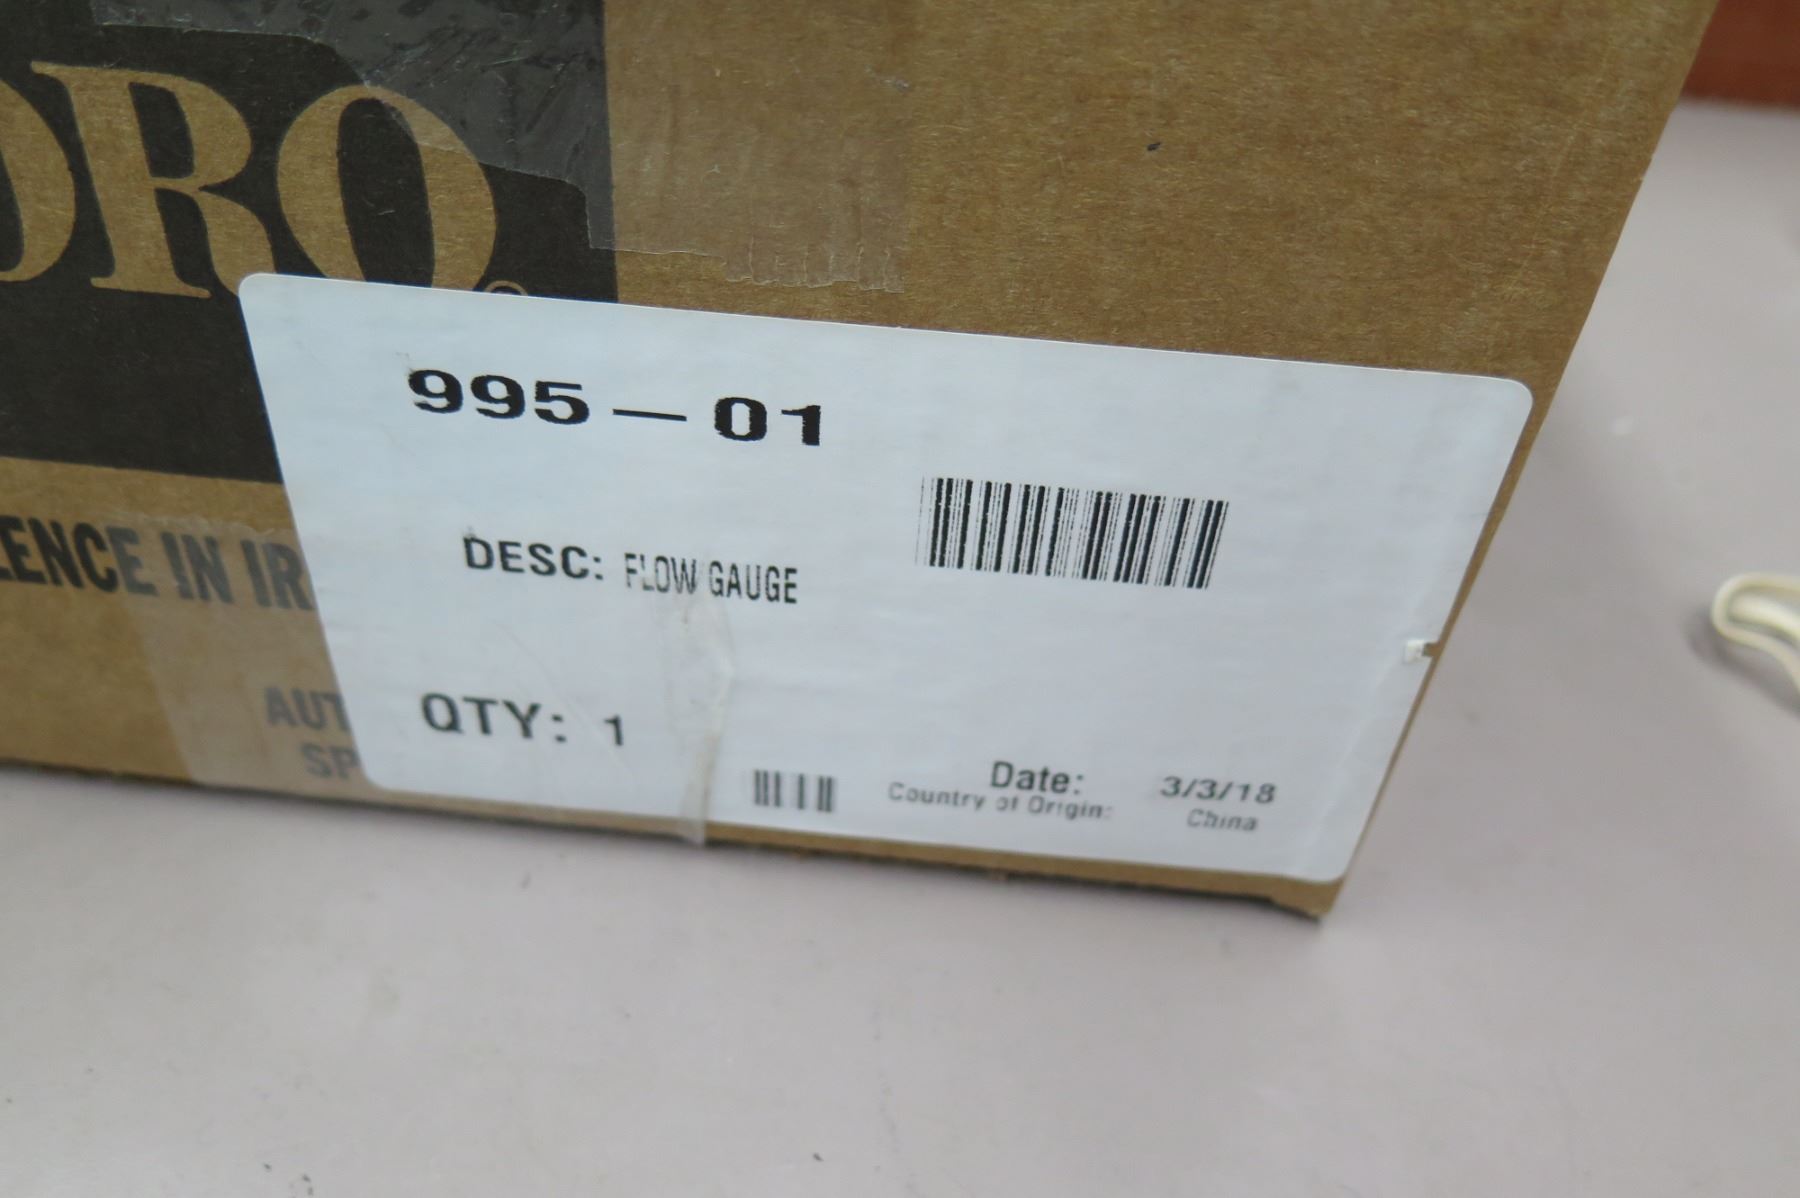 ORO
®
995-01
DESC: FLOW GAUGE
LENCE IN IR
AUT
QTY: 1
SP
Date: 3/3/18
Country of Origin: China